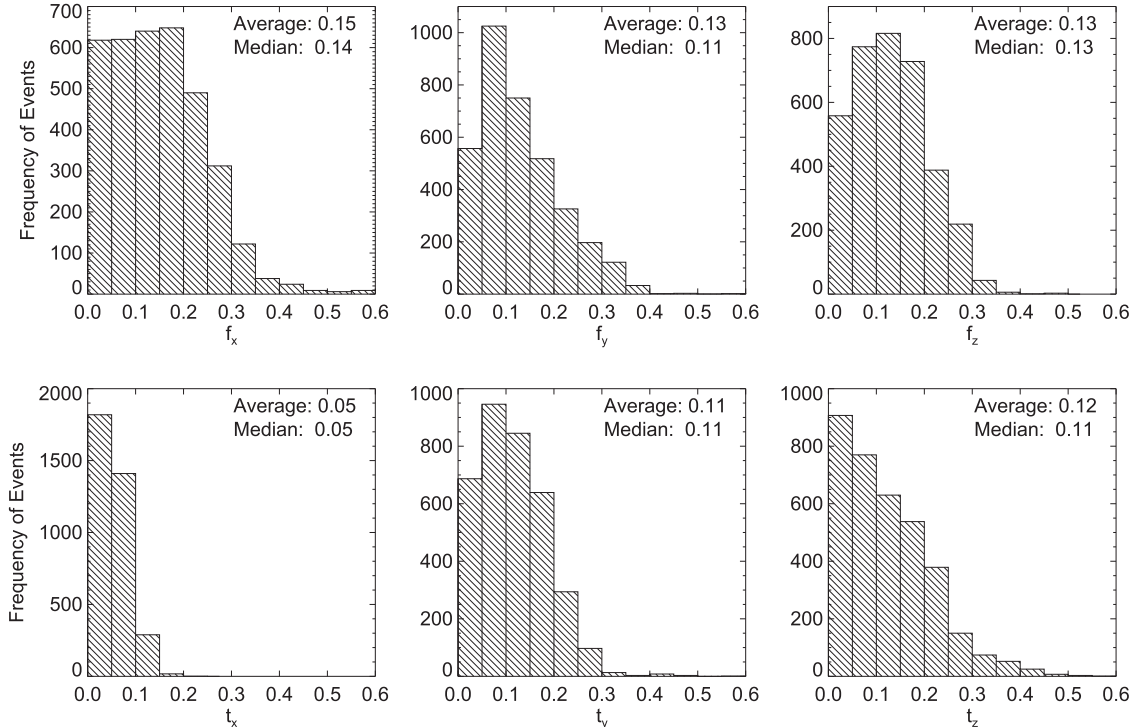 Frequency of Events
700
600
500
400
300
200
100
0
Average: 0.15
Median: 0.14
0.0 0.1 0.2 0.3 0.4 0.5 0.6
f_x
1000
800
600
400
200
0
Average: 0.13
Median: 0.11
0.0 0.1 0.2 0.3 0.4 0.5 0.6
f_y
800
600
400
200
0
Average: 0.13
Median: 0.13
0.0 0.1 0.2 0.3 0.4 0.5 0.6
f_z
Frequency of Events
2000
1500
1000
500
0
Average: 0.05
Median: 0.05
0.0 0.1 0.2 0.3 0.4 0.5 0.6
t_x
1000
800
600
400
200
0
Average: 0.11
Median: 0.11
0.0 0.1 0.2 0.3 0.4 0.5 0.6
t_y
1000
800
600
400
200
0
Average: 0.12
Median: 0.11
0.0 0.1 0.2 0.3 0.4 0.5 0.6
t_z